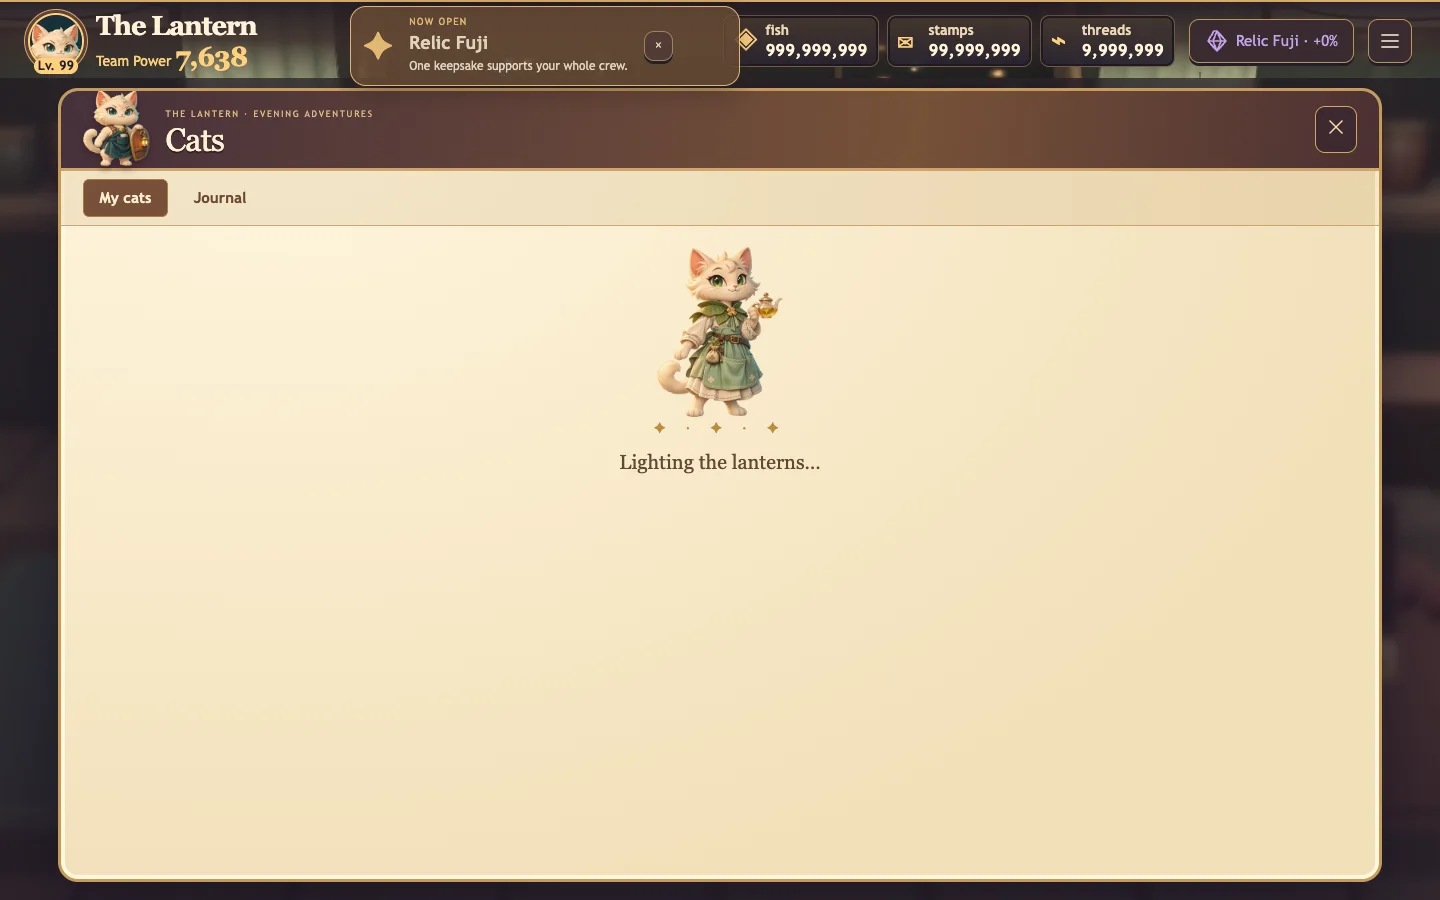 The Lantern
Lv. 99
Team Power 7,638
NOW OPEN
Relic Fuji
One keepsake supports your whole crew.
×
fish
999,999,999
stamps
99,999,999
threads
9,999,999
Relic Fuji · +0%
THE LANTERN · EVENING ADVENTURES
Cats
My cats
Journal
Lighting the lanterns...